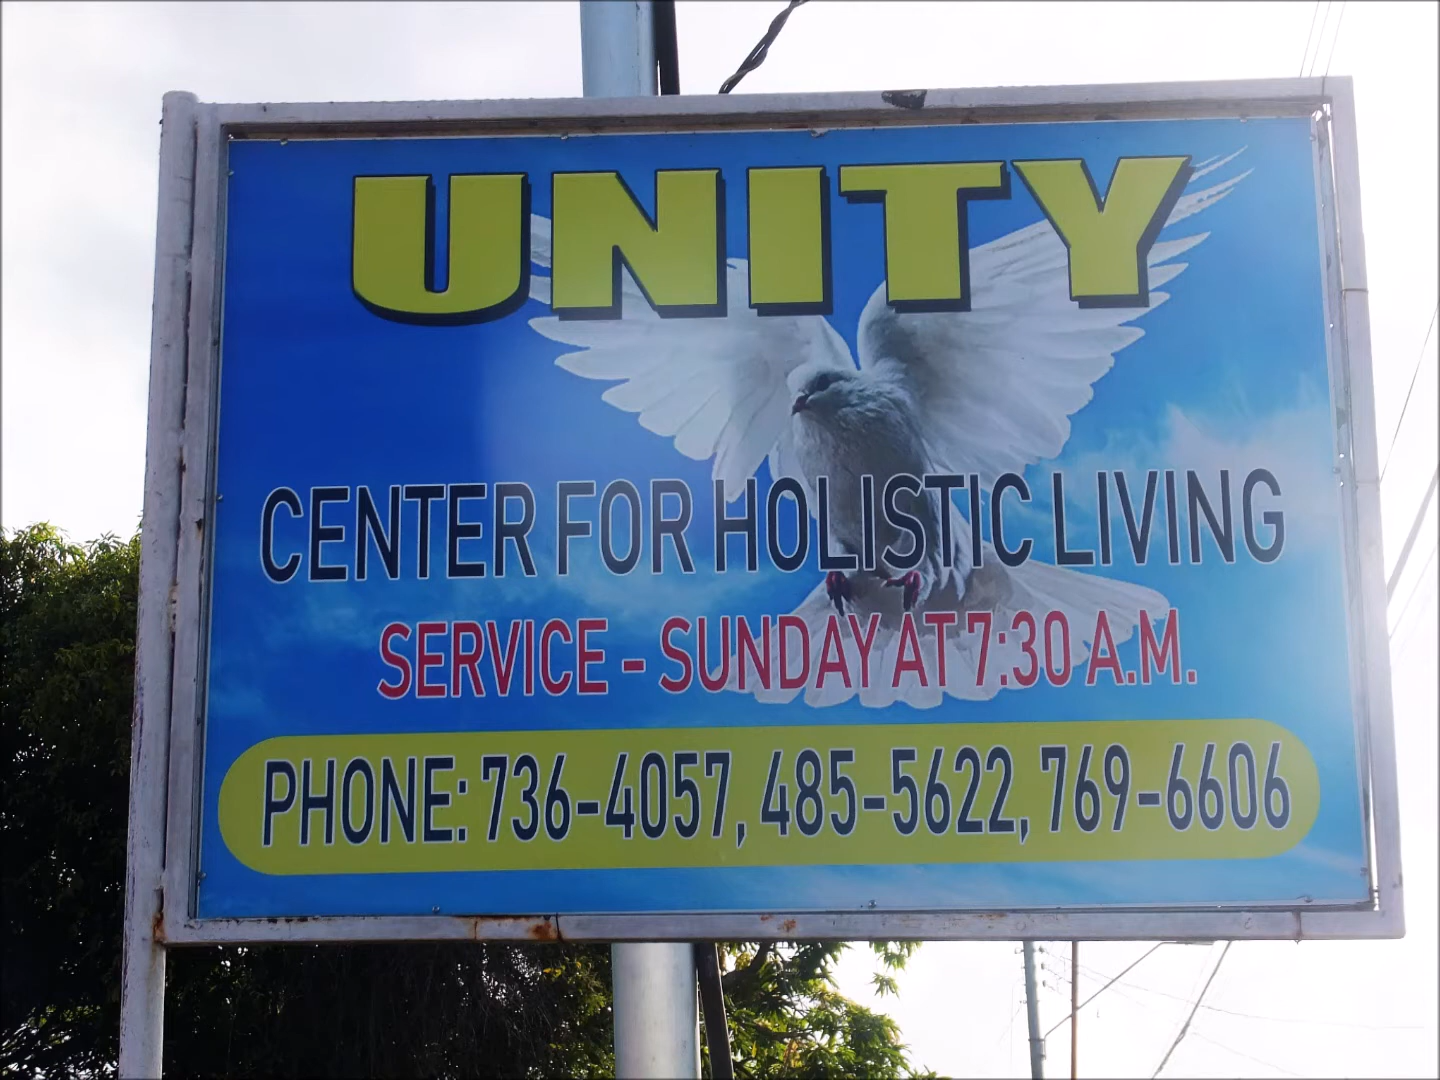 UNITY
CENTER FOR HOLISTIC LIVING
SERVICE - SUNDAY AT 7:30 A.M.
PHONE: 736-4057, 485-5622, 769-6606